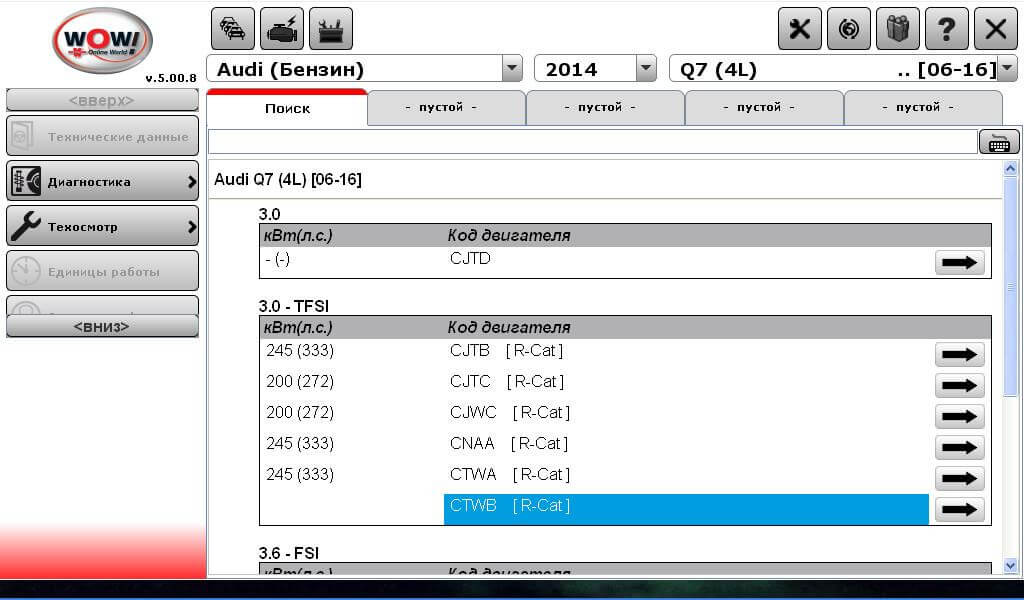 WOW!
Online World!
v.5.00.8
Audi (Бензин)
2014
Q7 (4L) .. [06-16]
<вверх>
Технические данные
Диагностика
Техосмотр
Единицы работы
<вниз>
Поиск
- пустой -
- пустой -
- пустой -
- пустой -
Audi Q7 (4L) [06-16]
3.0
кВт(л.с.) Код двигателя
- (-) CJTD
3.0 - TFSI
кВт(л.с.) Код двигателя
245 (333) CJTB [ R-Cat ]
200 (272) CJTC [ R-Cat ]
200 (272) CJWC [ R-Cat ]
245 (333) CNAA [ R-Cat ]
245 (333) CTWA [ R-Cat ]
CTWB [ R-Cat ]
3.6 - FSI
кВт(л.с.) Код двигателя